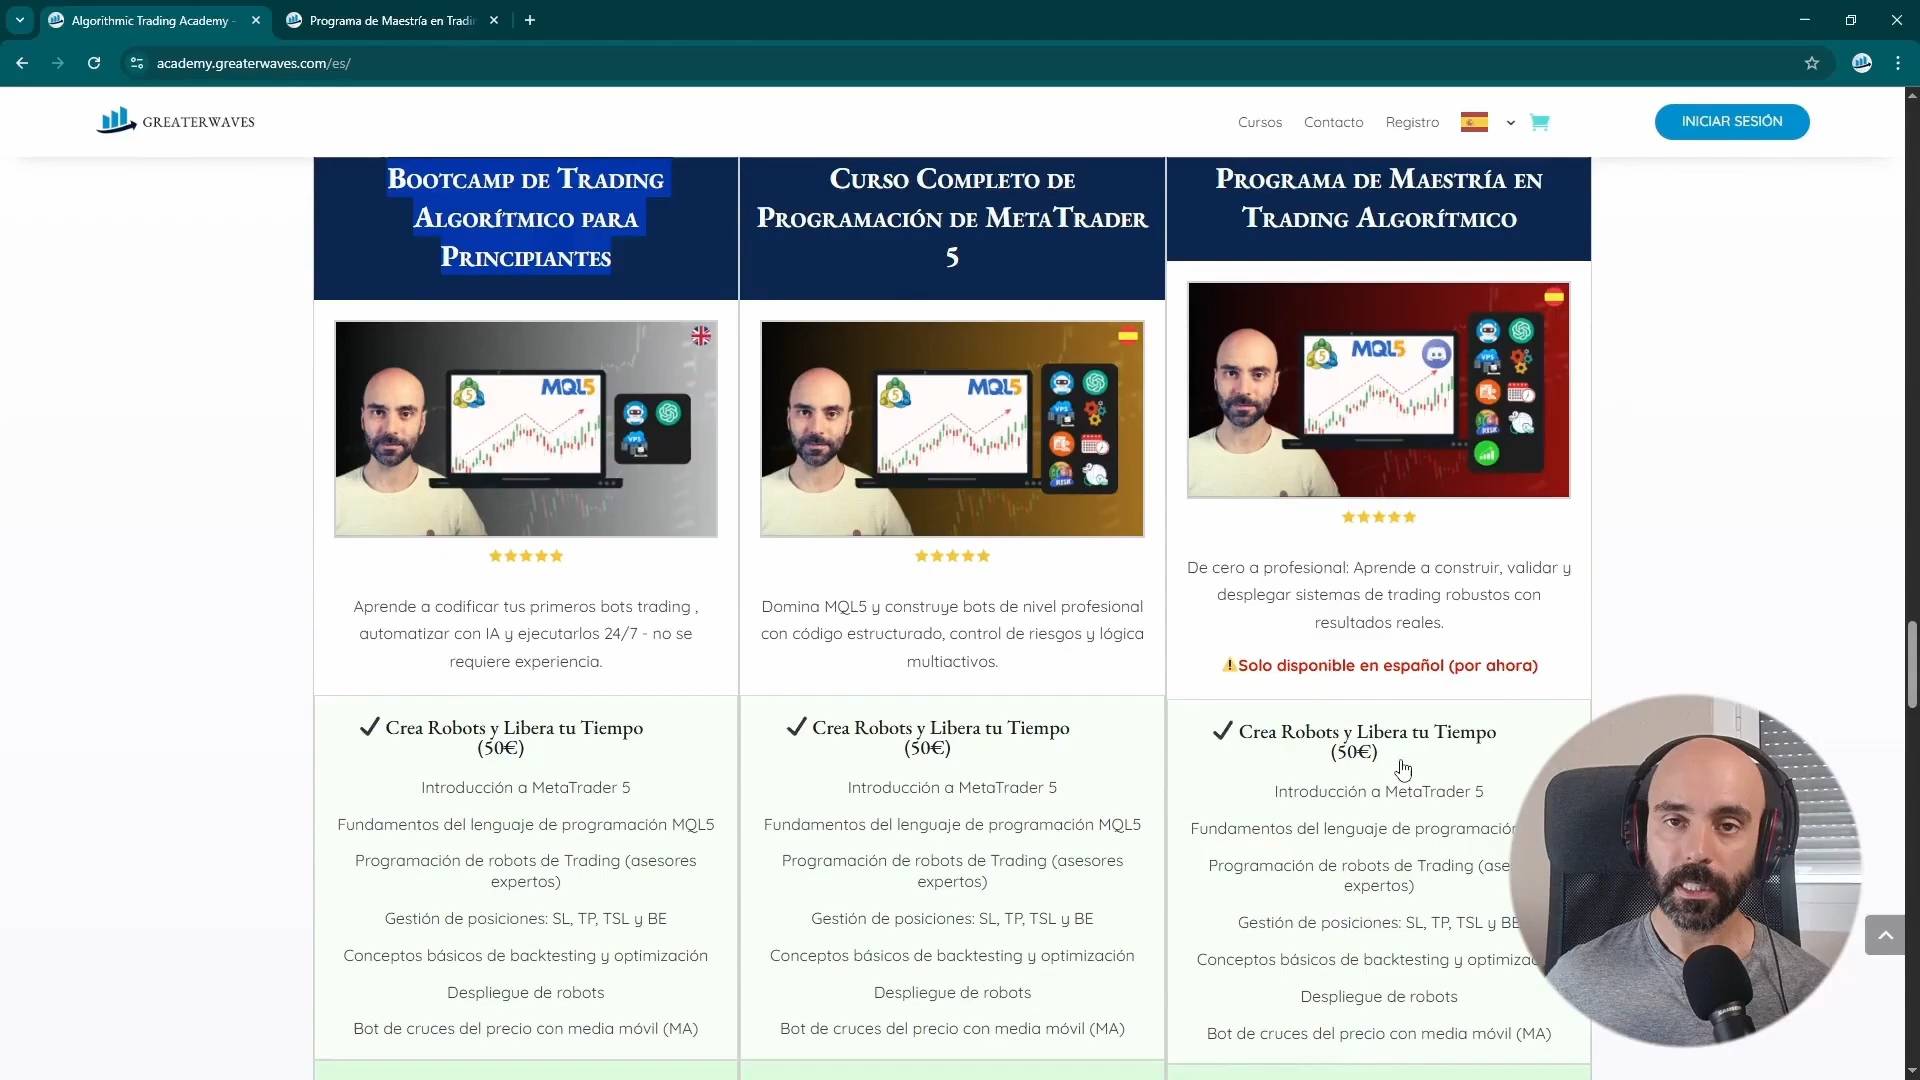 Algorithmic Trading Academy -
Programa de Maestría en Tradi
academy.greaterwaves.com/es/
GREATERWAVES
Cursos
Contacto
Registro
INICIAR SESIÓN
Bootcamp de Trading
Algorítmico para
Principiantes
MQL5
5
VPS
★★★★★
Aprende a codificar tus primeros bots trading ,
automatizar con IA y ejecutarlos 24/7 - no se
requiere experiencia.
✓ Crea Robots y Libera tu Tiempo
(50€)
Introducción a MetaTrader 5
Fundamentos del lenguaje de programación MQL5
Programación de robots de Trading (asesores
expertos)
Gestión de posiciones: SL, TP, TSL y BE
Conceptos básicos de backtesting y optimización
Despliegue de robots
Bot de cruces del precio con media móvil (MA)
Curso Completo de
Programación de MetaTrader
5
MQL5
5
VPS
RISK
★★★★★
Domina MQL5 y construye bots de nivel profesional
con código estructurado, control de riesgos y lógica
multiactivos.
✓ Crea Robots y Libera tu Tiempo
(50€)
Introducción a MetaTrader 5
Fundamentos del lenguaje de programación MQL5
Programación de robots de Trading (asesores
expertos)
Gestión de posiciones: SL, TP, TSL y BE
Conceptos básicos de backtesting y optimización
Despliegue de robots
Bot de cruces del precio con media móvil (MA)
Programa de Maestría en
Trading Algorítmico
MQL5
5
VPS
RISK
★★★★★
De cero a profesional: Aprende a construir, validar y
desplegar sistemas de trading robustos con
resultados reales.
⚠Solo disponible en español (por ahora)
✓ Crea Robots y Libera tu Tiempo
(50€)
Introducción a MetaTrader 5
Fundamentos del lenguaje de programación
Programación de robots de Trading (ase
expertos)
Gestión de posiciones: SL, TP, TSL y BE
Conceptos básicos de backtesting y optimizac
Despliegue de robots
Bot de cruces del precio con media móvil (MA)
SAMSON